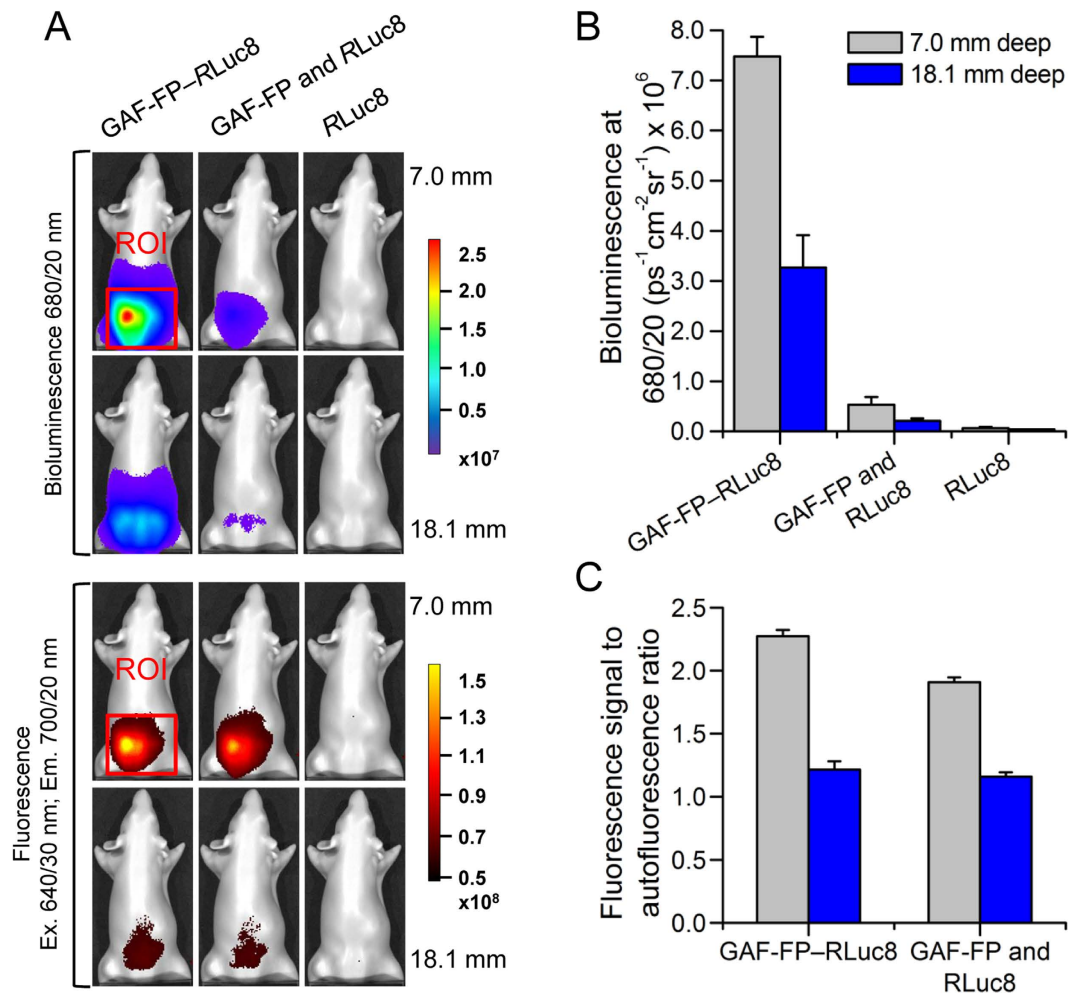 A
GAF-FP–RLuc8
GAF-FP and RLuc8
RLuc8
Bioluminescence 680/20 nm
7.0 mm
ROI
2.5
2.0
1.5
1.0
0.5
x10⁷
18.1 mm
Fluorescence
Ex. 640/30 nm; Em. 700/20 nm
7.0 mm
ROI
1.5
1.3
1.1
0.9
0.7
0.5
x10⁸
18.1 mm
B
Bioluminescence at
680/20 (ps⁻¹ cm⁻²sr⁻¹) x 10⁶
8.0
7.0
6.0
5.0
4.0
3.0
2.0
1.0
0.0
7.0 mm deep
18.1 mm deep
GAF-FP–RLuc8
GAF-FP and
RLuc8
RLuc8
C
Fluorescence signal to
autofluorescence ratio
2.5
2.0
1.5
1.0
0.5
0.0
GAF-FP–RLuc8
GAF-FP and
RLuc8